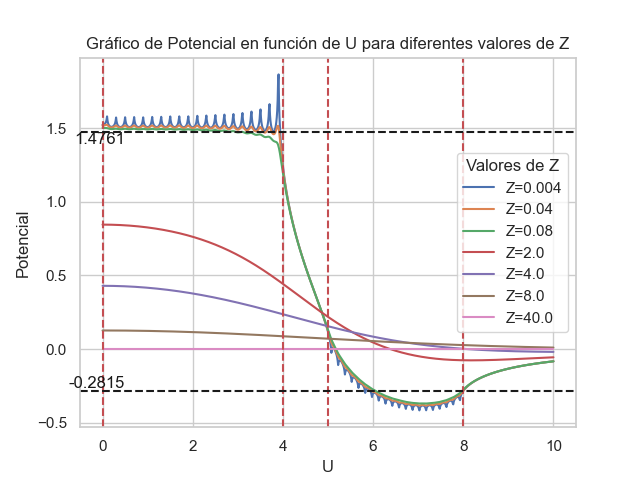 Gráfico de Potencial en función de U para diferentes valores de Z
1.5
1.0
0.5
0.0
−0.5
Potencial
1.4761
-0.2815
Valores de Z
Z=0.004
Z=0.04
Z=0.08
Z=2.0
Z=4.0
Z=8.0
Z=40.0
0
2
4
6
8
10
U